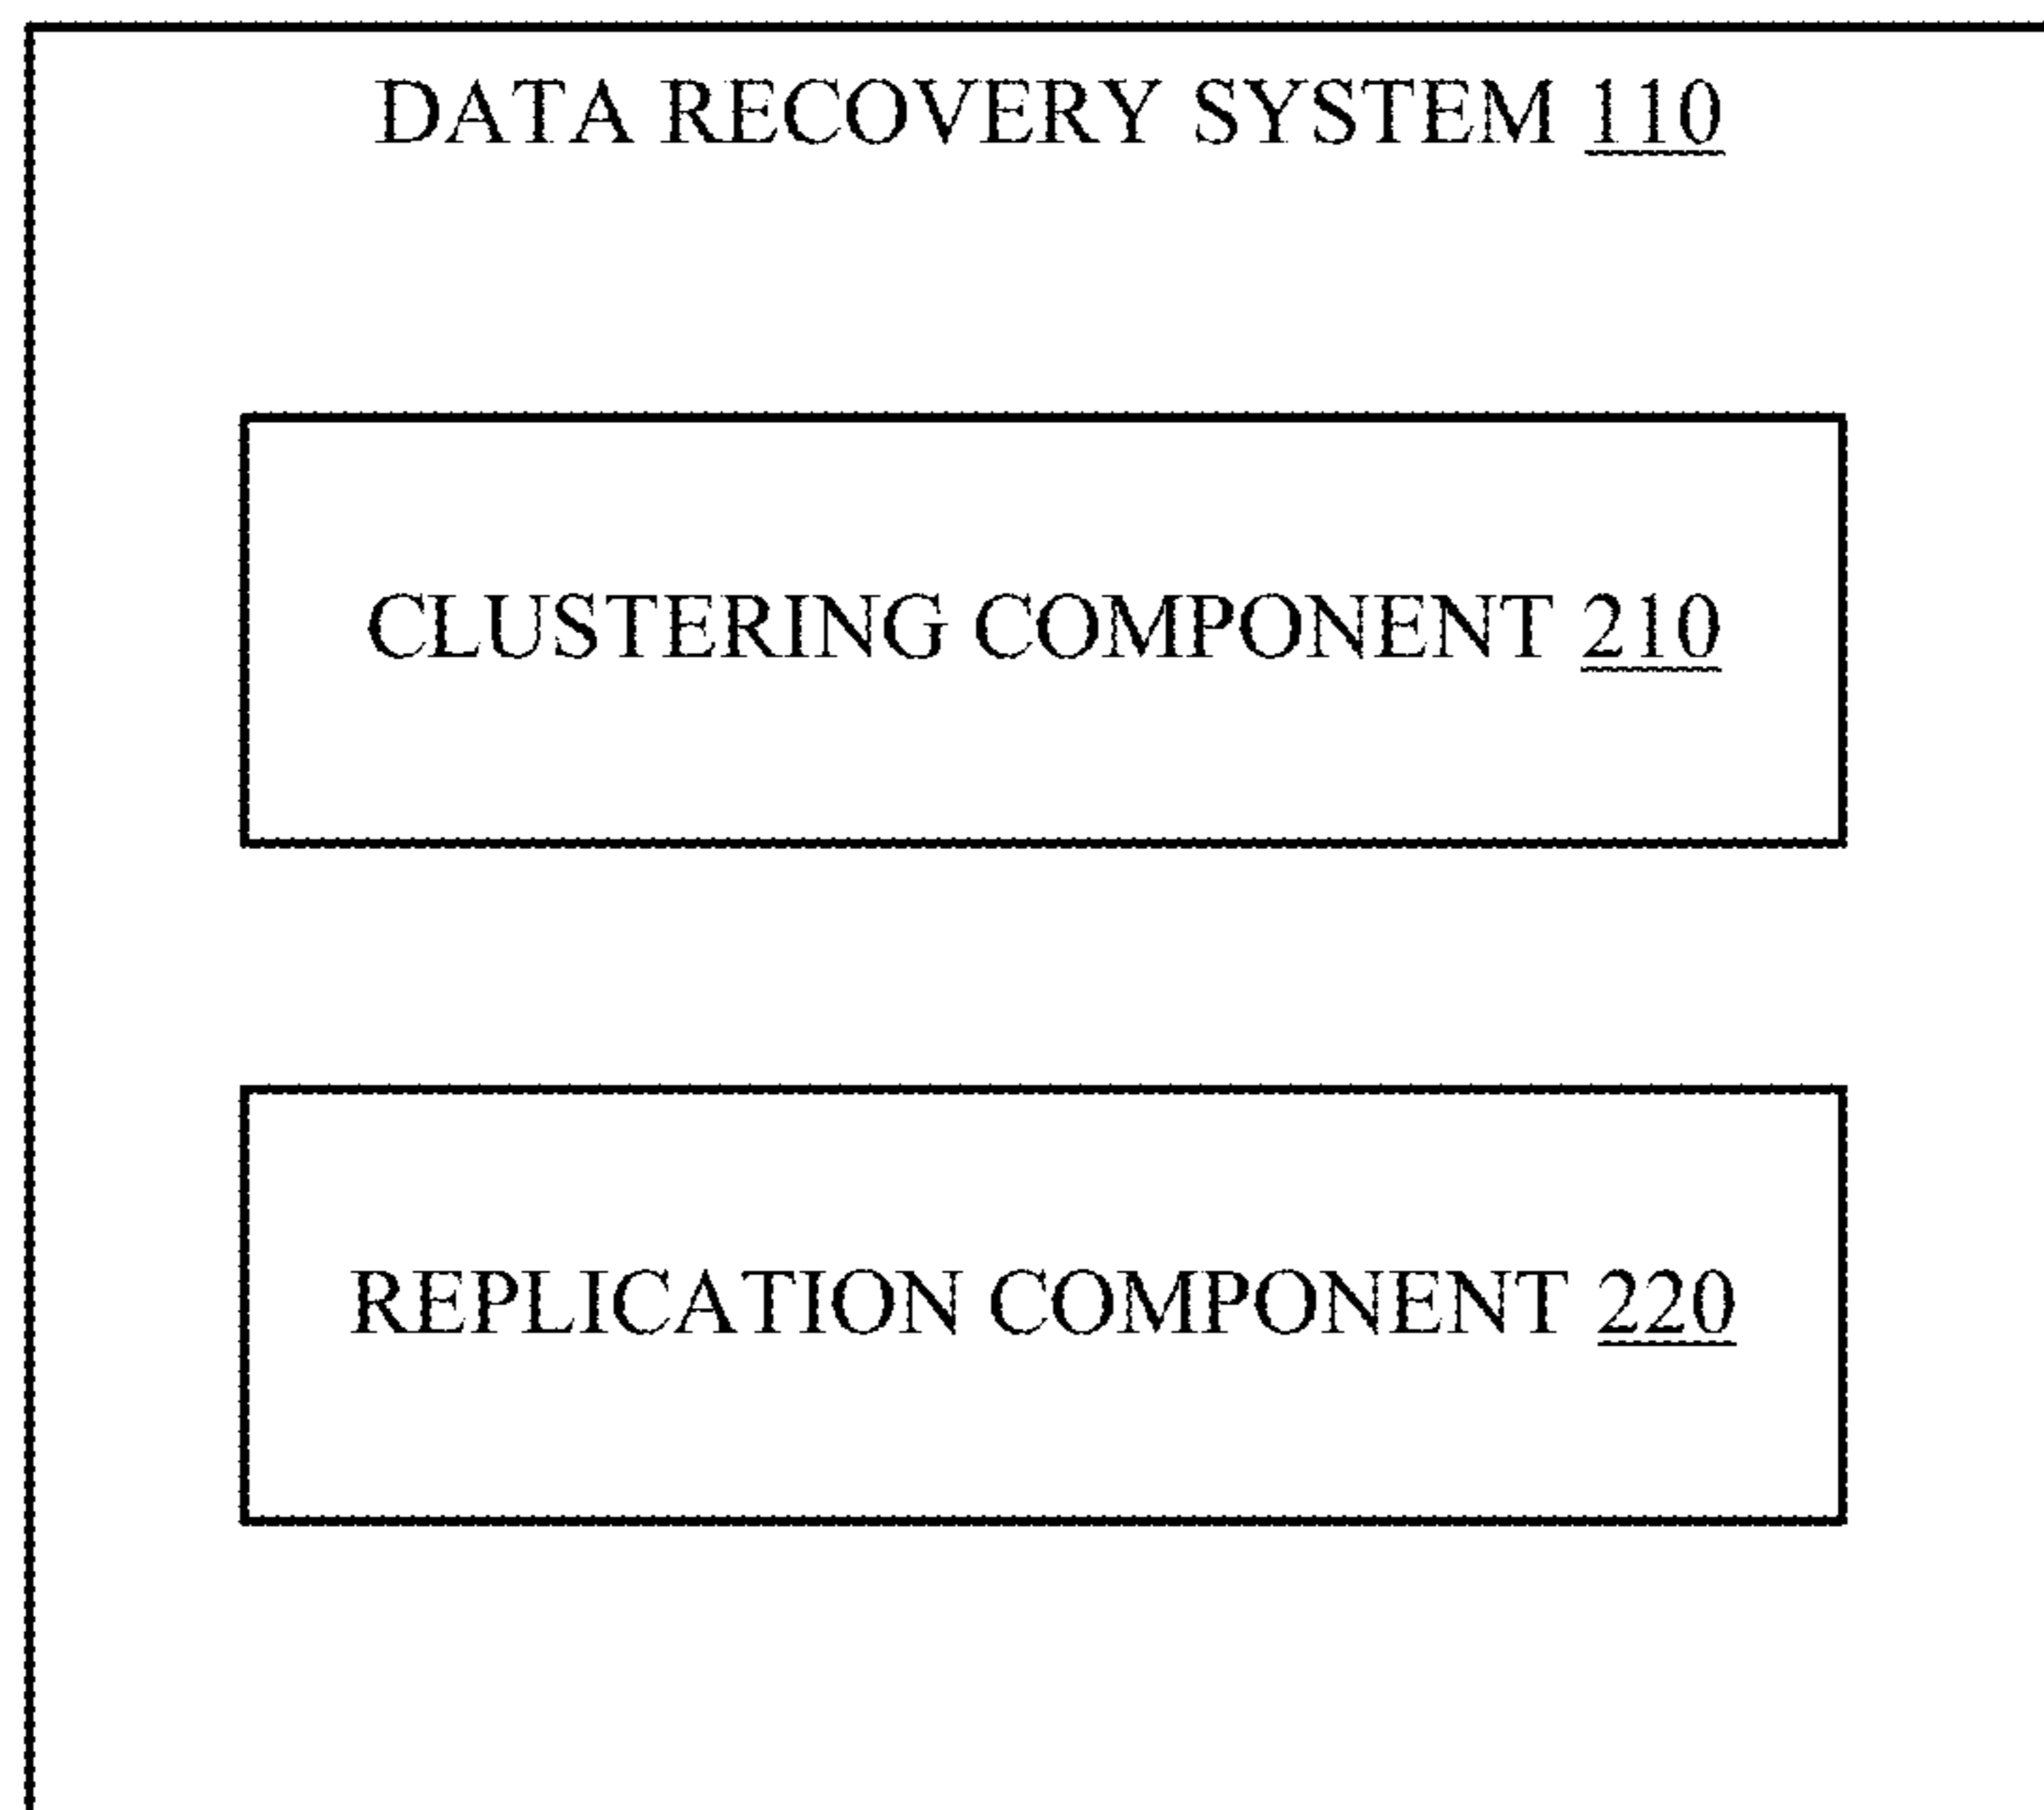 DATA RECOVERY SYSTEM 110
CLUSTERING COMPONENT 210
REPLICATION COMPONENT 220